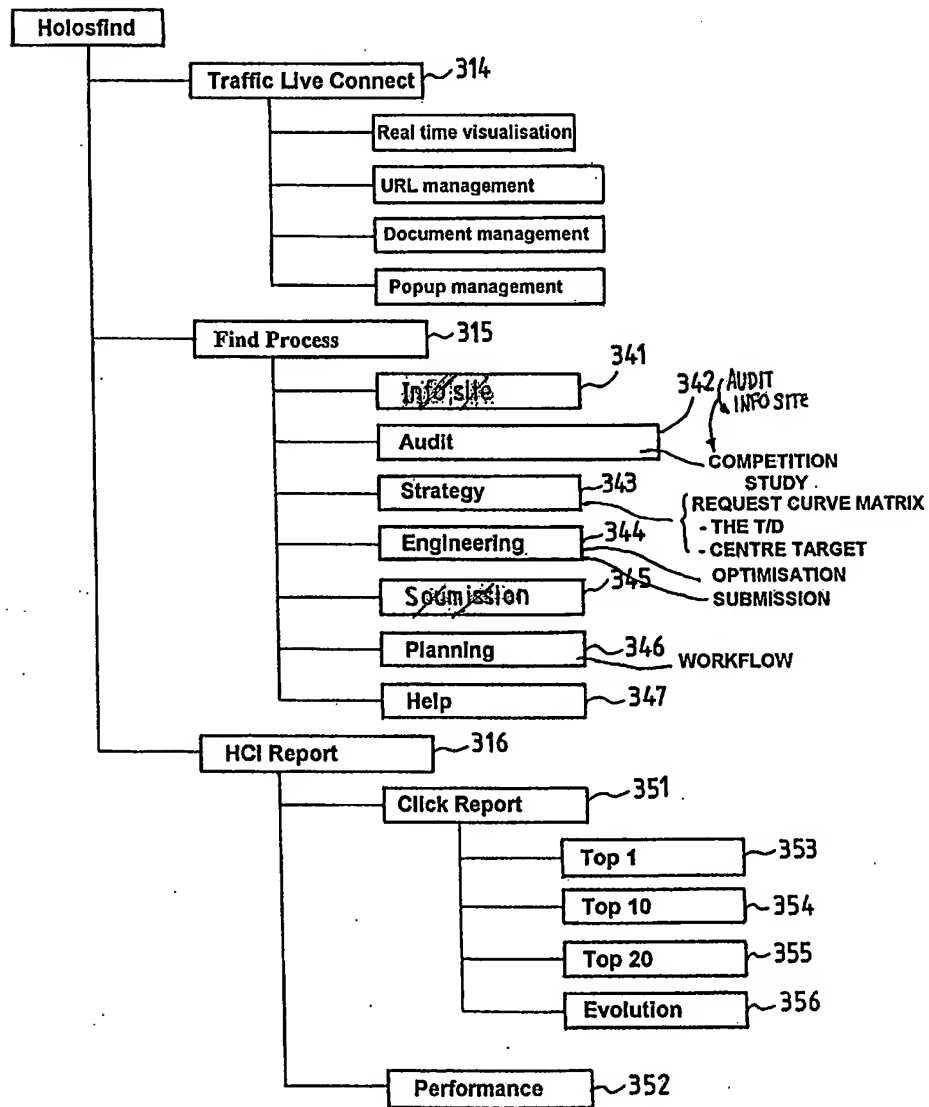 Holosfind
Traffic Live Connect 314
Real time visualisation
URL management
Document management
Popup management
Find Process 315
Info site 341
Audit 342
AUDIT
INFO SITE
COMPETITION
STUDY
Strategy 343
REQUEST CURVE MATRIX
- THE T/D
- CENTRE TARGET
Engineering 344
OPTIMISATION
SUBMISSION
Soumission 345
Planning 346
WORKFLOW
Help 347
HCI Report 316
Click Report 351
Top 1 353
Top 10 354
Top 20 355
Evolution 356
Performance 352